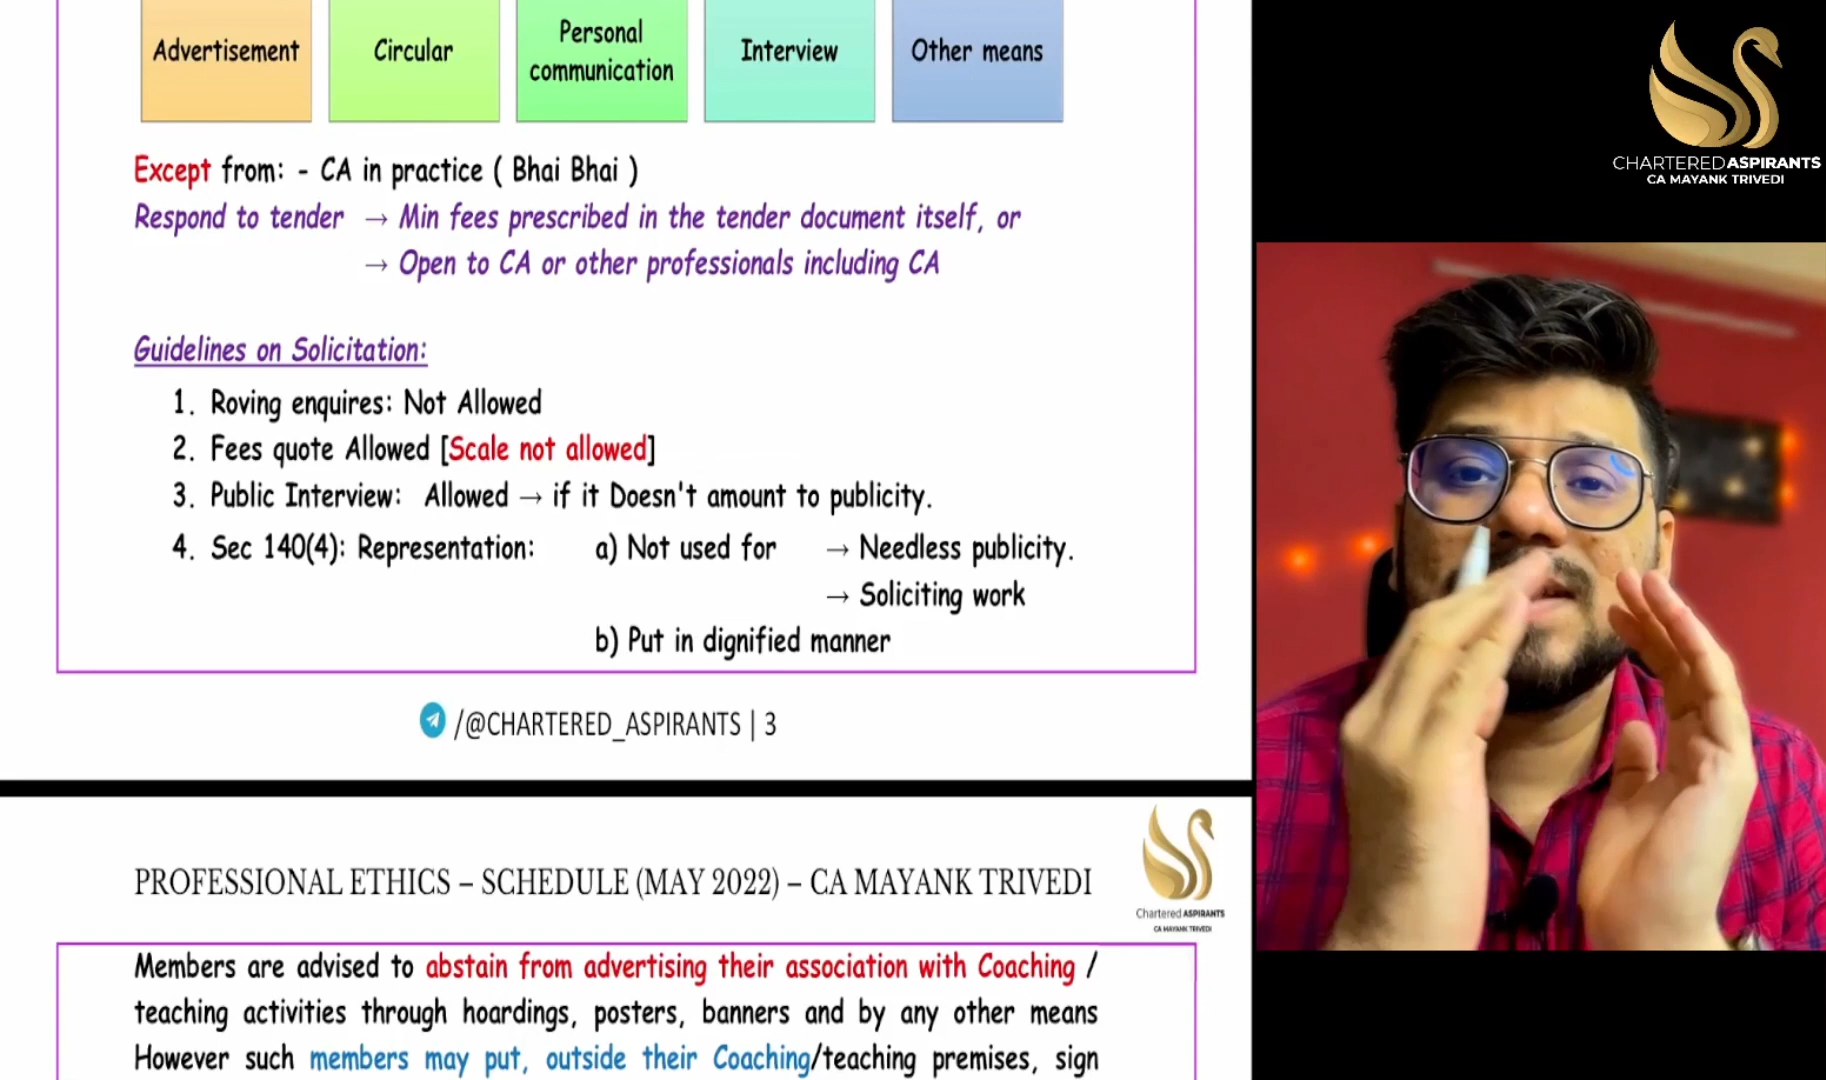 Advertisement
Circular
Personal
communication
Interview
Other means
Except from: - CA in practice ( Bhai Bhai )
Respond to tender → Min fees prescribed in the tender document itself, or
→ Open to CA or other professionals including CA
Guidelines on Solicitation:
1. Roving enquires: Not Allowed
2. Fees quote Allowed [Scale not allowed]
3. Public Interview: Allowed → if it Doesn't amount to publicity.
4. Sec 140(4): Representation: a) Not used for → Needless publicity.
→ Soliciting work
b) Put in dignified manner
/@CHARTERED_ASPIRANTS | 3
PROFESSIONAL ETHICS – SCHEDULE (MAY 2022) – CA MAYANK TRIVEDI
Chartered ASPIRANTS
CA MAYANK TRIVEDI
Members are advised to abstain from advertising their association with Coaching /
teaching activities through hoardings, posters, banners and by any other means
However such members may put, outside their Coaching/teaching premises, sign
CHARTEREDASPIRANTS
CA MAYANK TRIVEDI